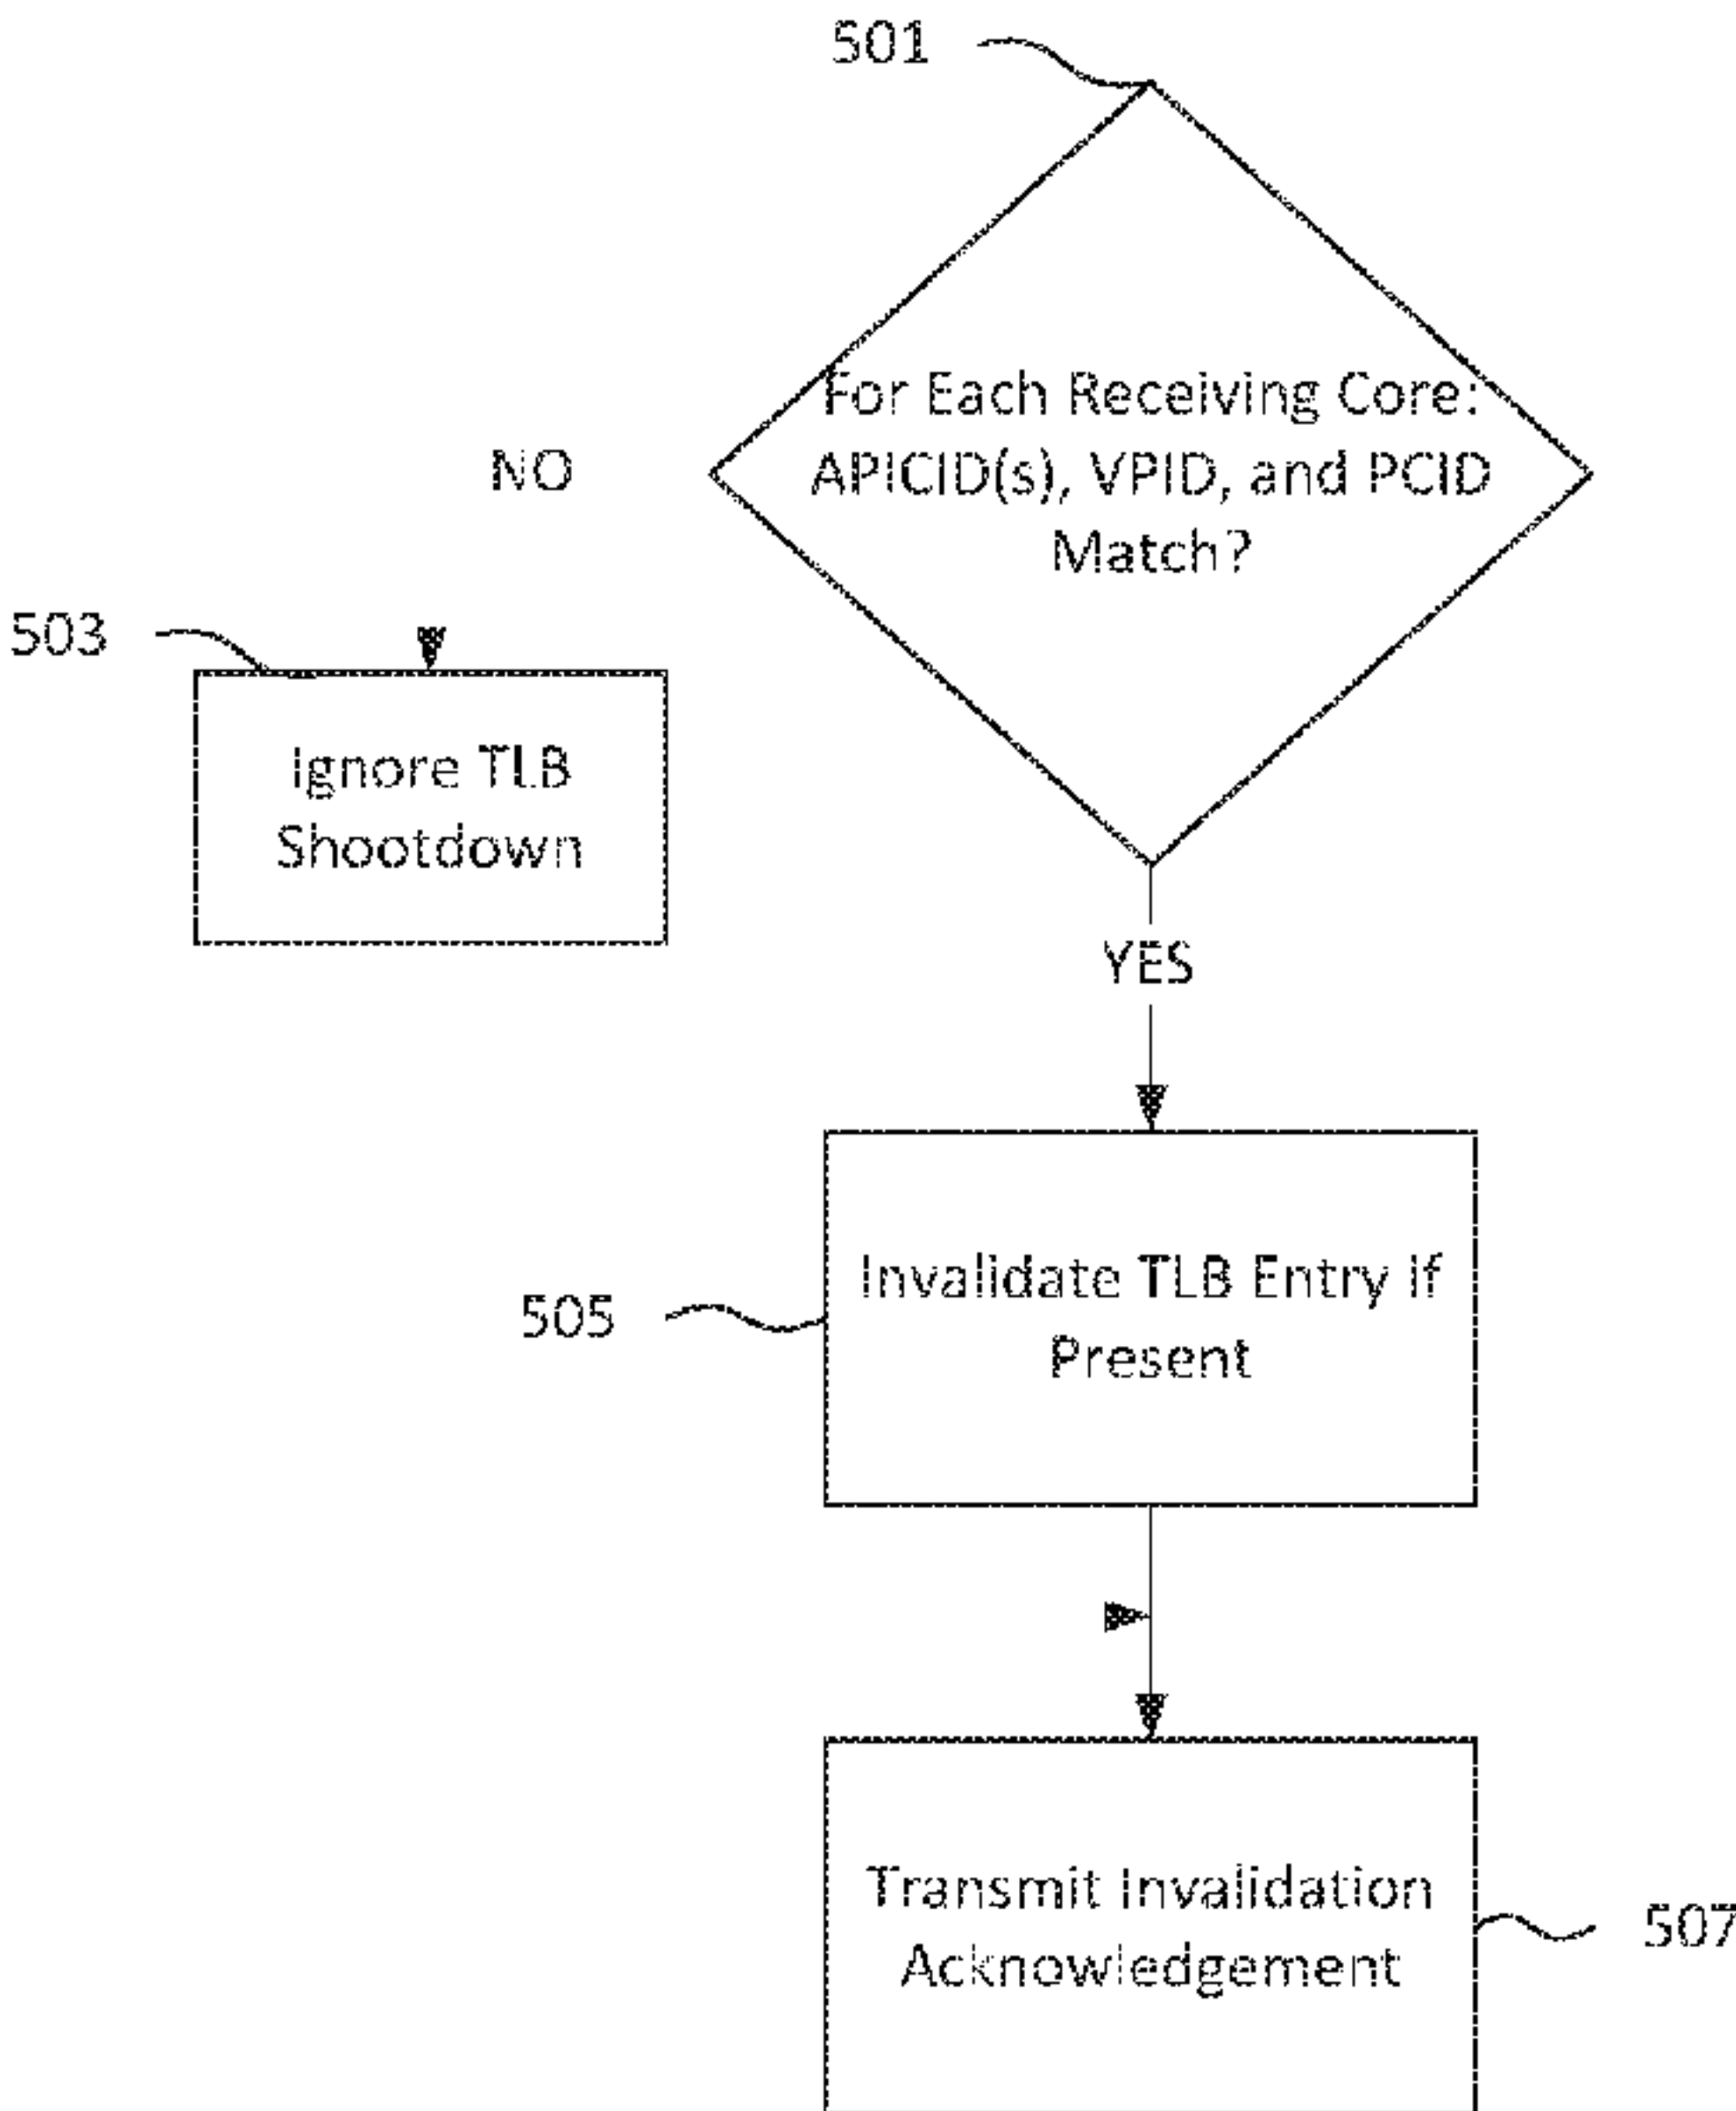 501
For Each Receiving Core:
APICID(s), VPID, and PCID
Match?
NO
503
Ignore TLB
Shootdown
YES
505
Invalidate TLB Entry if
Present
Transmit Invalidation
Acknowledgement
507